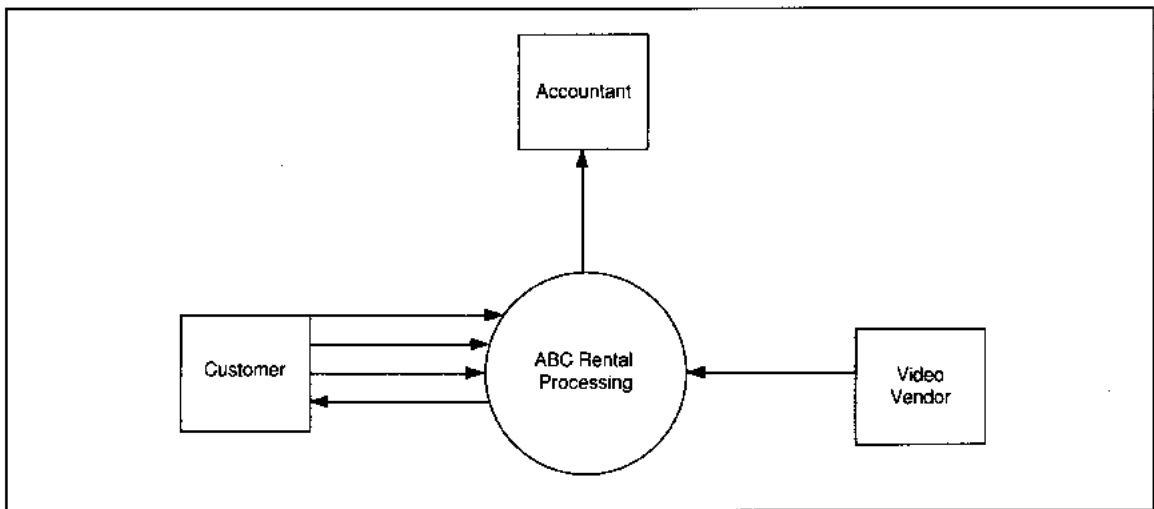 Accountant
Customer
ABC Rental
Processing
Video
Vendor